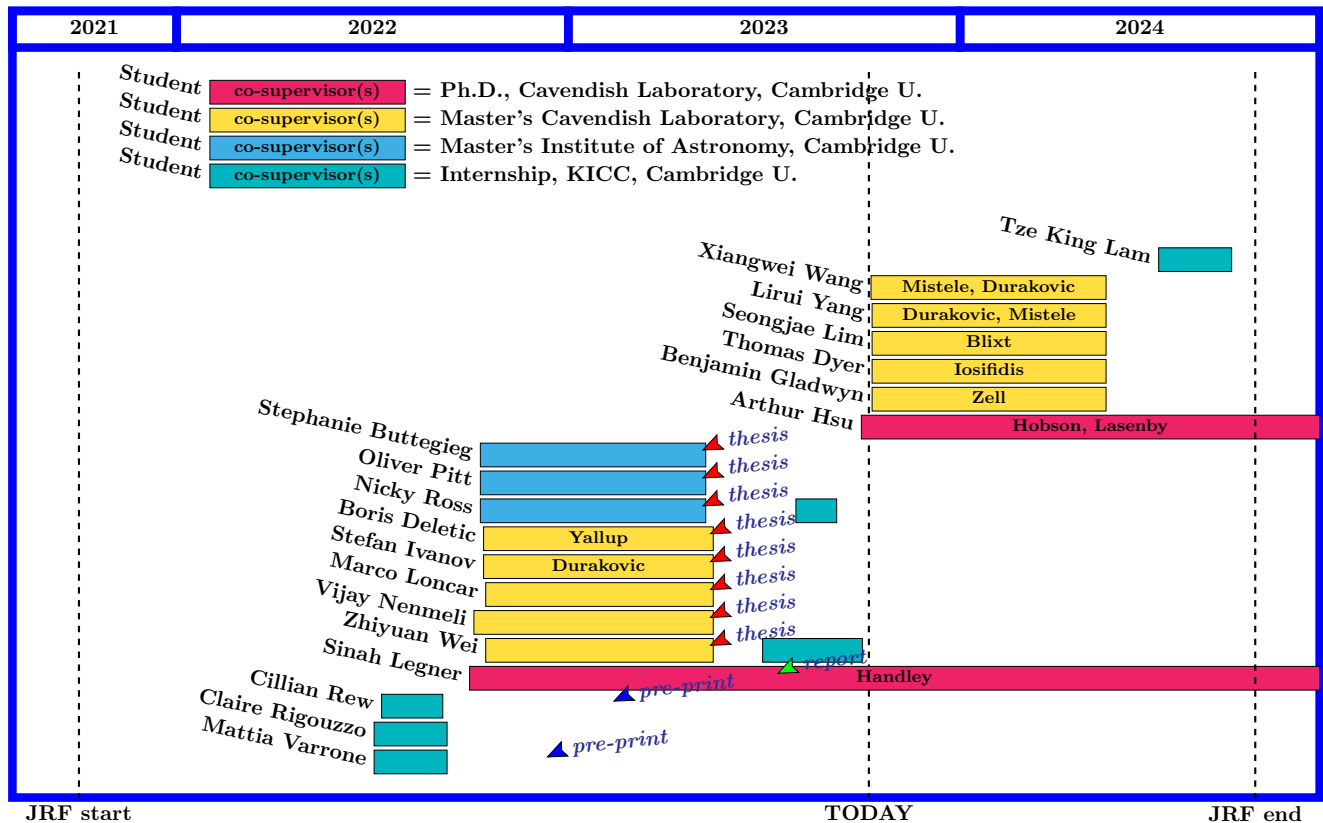 2021 2022 2023 2024
Student co-supervisor(s) = Ph.D., Cavendish Laboratory, Cambridge U.
Student co-supervisor(s) = Master's Cavendish Laboratory, Cambridge U.
Student co-supervisor(s) = Master's Institute of Astronomy, Cambridge U.
Student co-supervisor(s) = Internship, KICC, Cambridge U.
Tze King Lam
Xiangwei Wang Mistele, Durakovic
Lirui Yang Durakovic, Mistele
Seongjae Lim Blixt
Thomas Dyer Iosifidis
Benjamin Gladwyn Zell
Arthur Hsu Hobson, Lasenby
Stephanie Buttegieg thesis
Oliver Pitt thesis
Nicky Ross thesis
Boris Deletic Yallup thesis
Stefan Ivanov Durakovic thesis
Marco Loncar thesis
Vijay Nenmeli thesis
Zhiyuan Wei thesis
Sinah Legner Handley report
Cillian Rew pre-print
Claire Rigouzzo
Mattia Varrone pre-print
JRF start TODAY JRF end